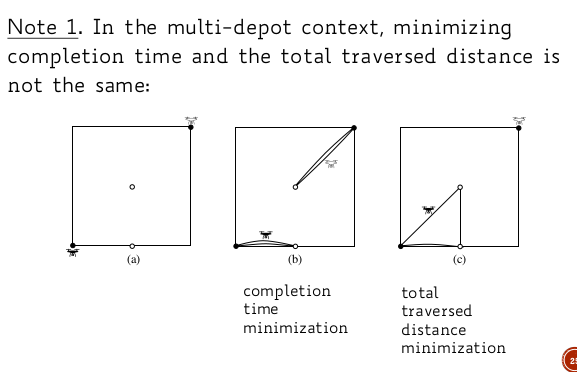 Note 1. In the multi-depot context, minimizing
completion time and the total traversed distance is
not the same:
(a)
(b)
(c)
completion
time
minimization
total
traversed
distance
minimization